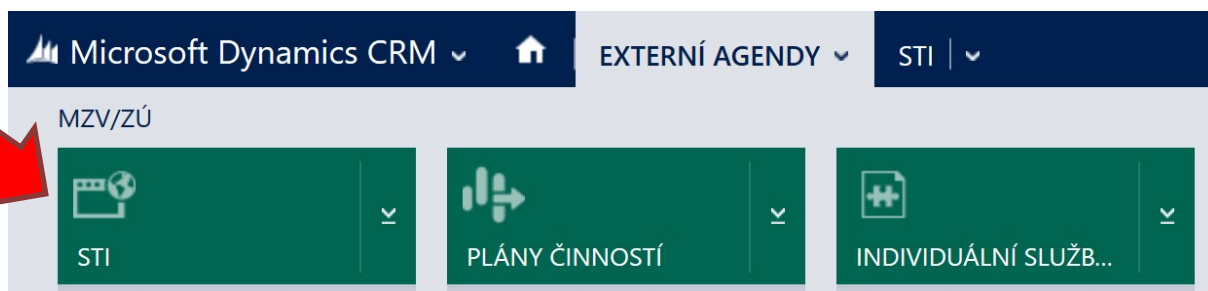 Microsoft Dynamics CRM EXTERNÍ AGENDY STI
MZV/ZÚ
STI PLÁNY ČINNOSTÍ INDIVIDUÁLNÍ SLUŽB...